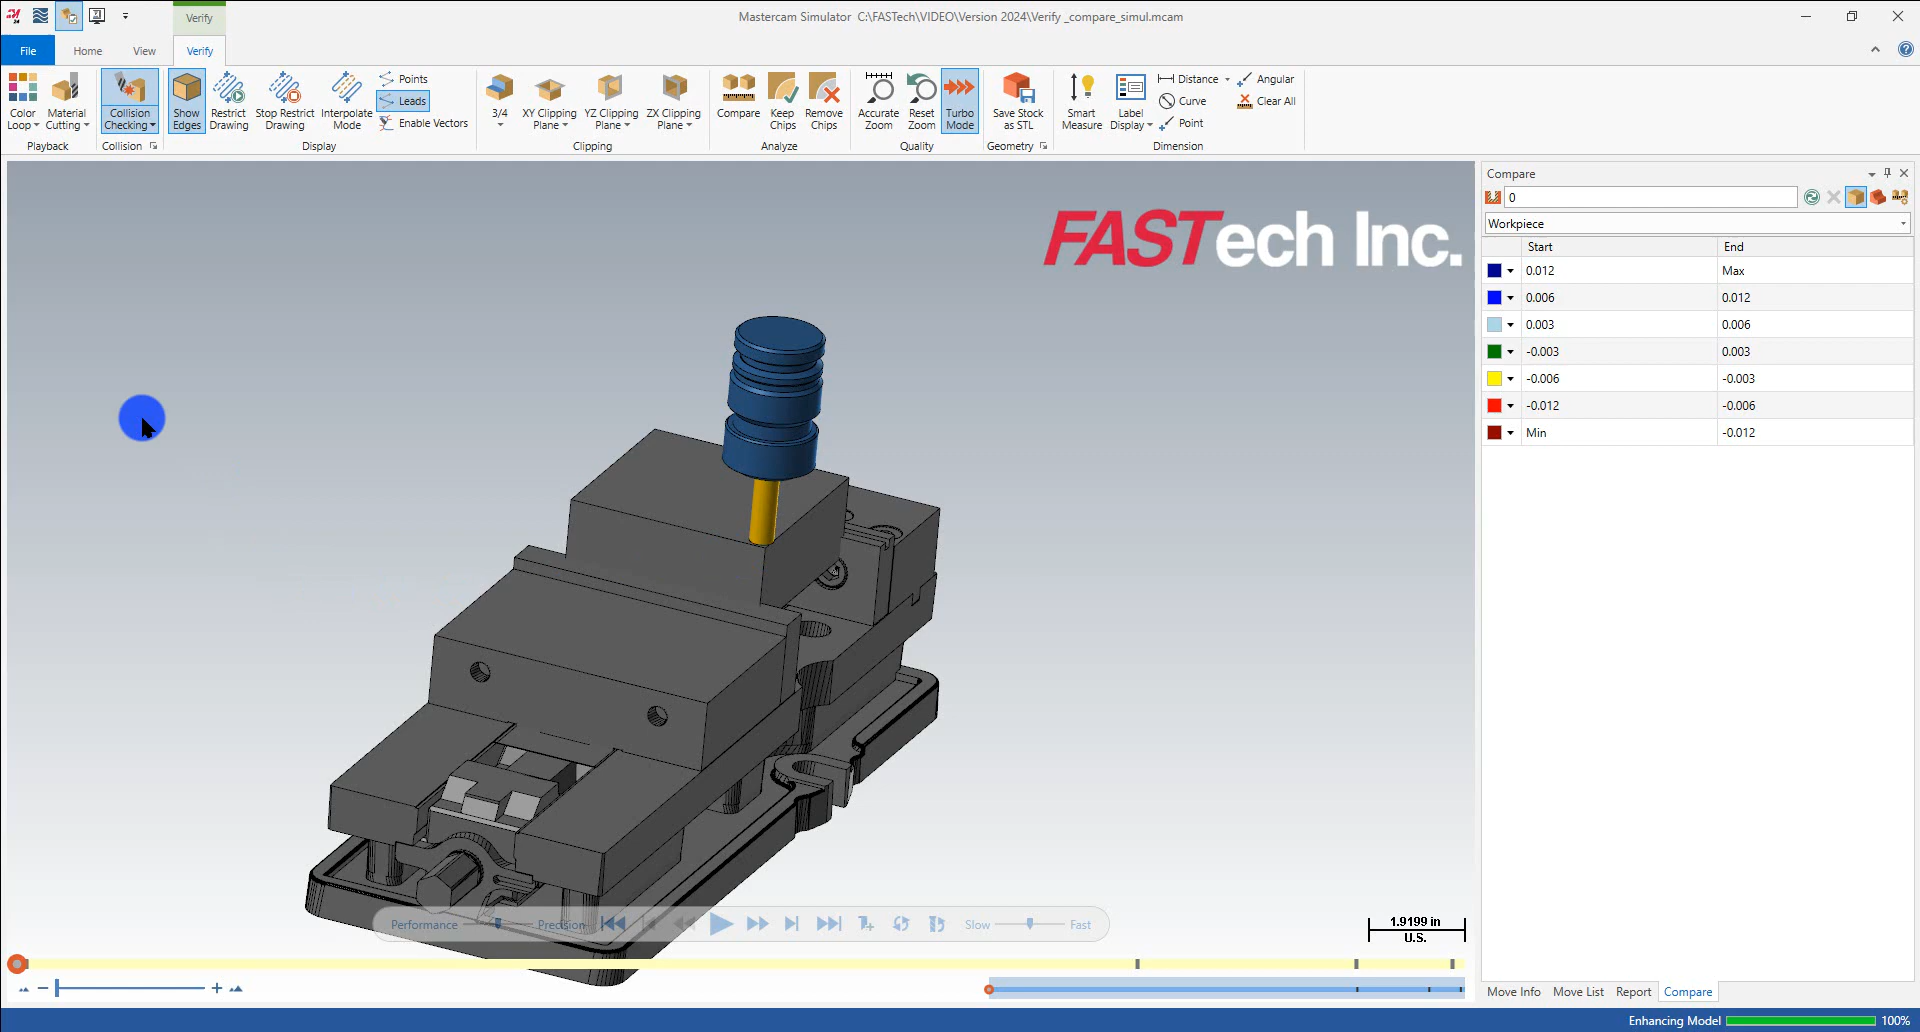 Verify
Mastercam Simulator C:\FASTech\VIDEO\Version 2024\Verify _compare_simul.mcam
File Home View Verify
Color Loop
Material Cutting
Playback
Collision Checking
Collision
Show Edges
Restrict Drawing
Stop Restrict Drawing
Interpolate Mode
Points
Leads
Enable Vectors
Display
3/4
XY Clipping Plane
YZ Clipping Plane
ZX Clipping Plane
Clipping
Compare
Keep Chips
Remove Chips
Analyze
Accurate Zoom
Reset Zoom
Turbo Mode
Quality
Save Stock as STL
Geometry
Smart Measure
Label Display
Distance
Curve
Point
Angular
Clear All
Dimension
FASTech Inc.
Performance Precision Slow Fast
1.9199 in
U.S.
Compare
0
Workpiece
Start End
0.012 Max
0.006 0.012
0.003 0.006
-0.003 0.003
-0.006 -0.003
-0.012 -0.006
Min -0.012
Move Info Move List Report Compare
Enhancing Model 100%